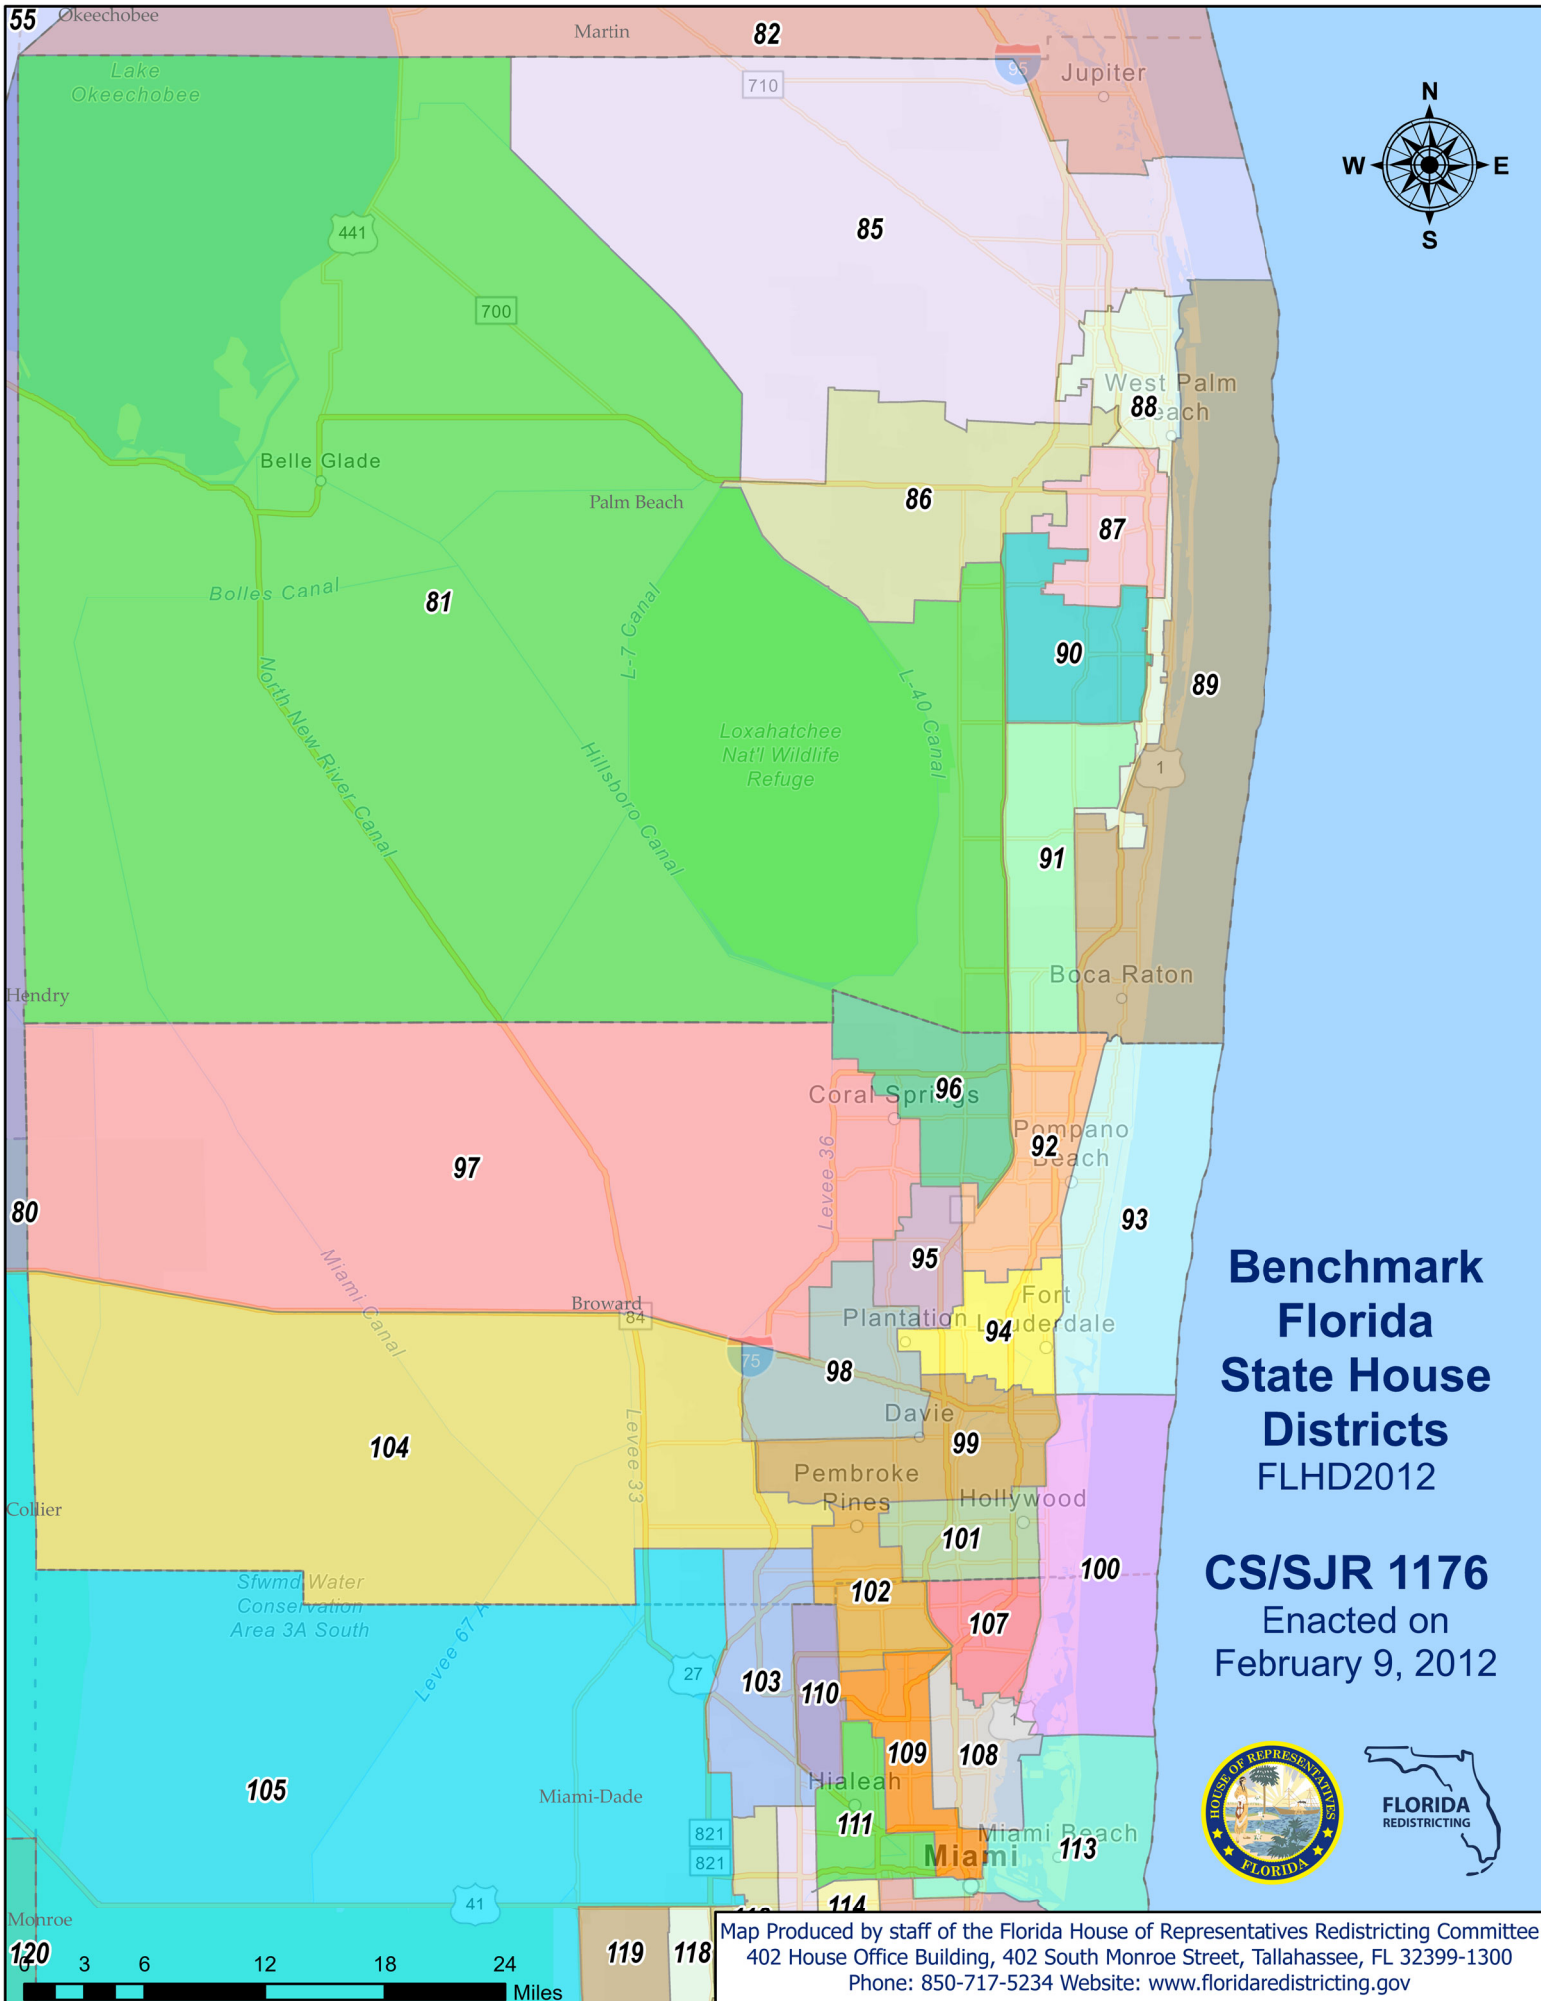 55
Okeechobee
Martin
82
Lake
Okeechobee
710
95
Jupiter
N
W
E
S
441
85
700
West Palm
Beach
88
Belle Glade
Palm Beach
86
87
Bolles Canal
81
L-7 Canal
90
89
North New River Canal
L-40 Canal
Loxahatchee
Nat'l Wildlife
Refuge
Hillsboro Canal
1
91
Boca Raton
Hendry
96
Coral Springs
Pompano
Beach
92
97
Levee 36
80
93
95
Miami Canal
Broward
84
Plantation
Fort
Lauderdale
94
75
98
Davie
99
104
Levee 33
Pembroke
Pines
Hollywood
Collier
101
100
Sfwmd Water
Conservation
Area 3A South
102
107
Levee 67 A
27
103
110
1
109
108
105
Miami-Dade
Hialeah
111
821
821
Miami Beach
113
Miami
41
114
Monroe
120
119
118
0 3 6 12 18 24
Miles
Benchmark
Florida
State House
Districts
FLHD2012
CS/SJR 1176
Enacted on
February 9, 2012
HOUSE OF REPRESENTATIVES
FLORIDA
FLORIDA
REDISTRICTING
Map Produced by staff of the Florida House of Representatives Redistricting Committee
402 House Office Building, 402 South Monroe Street, Tallahassee, FL 32399-1300
Phone: 850-717-5234 Website: www.floridaredistricting.gov